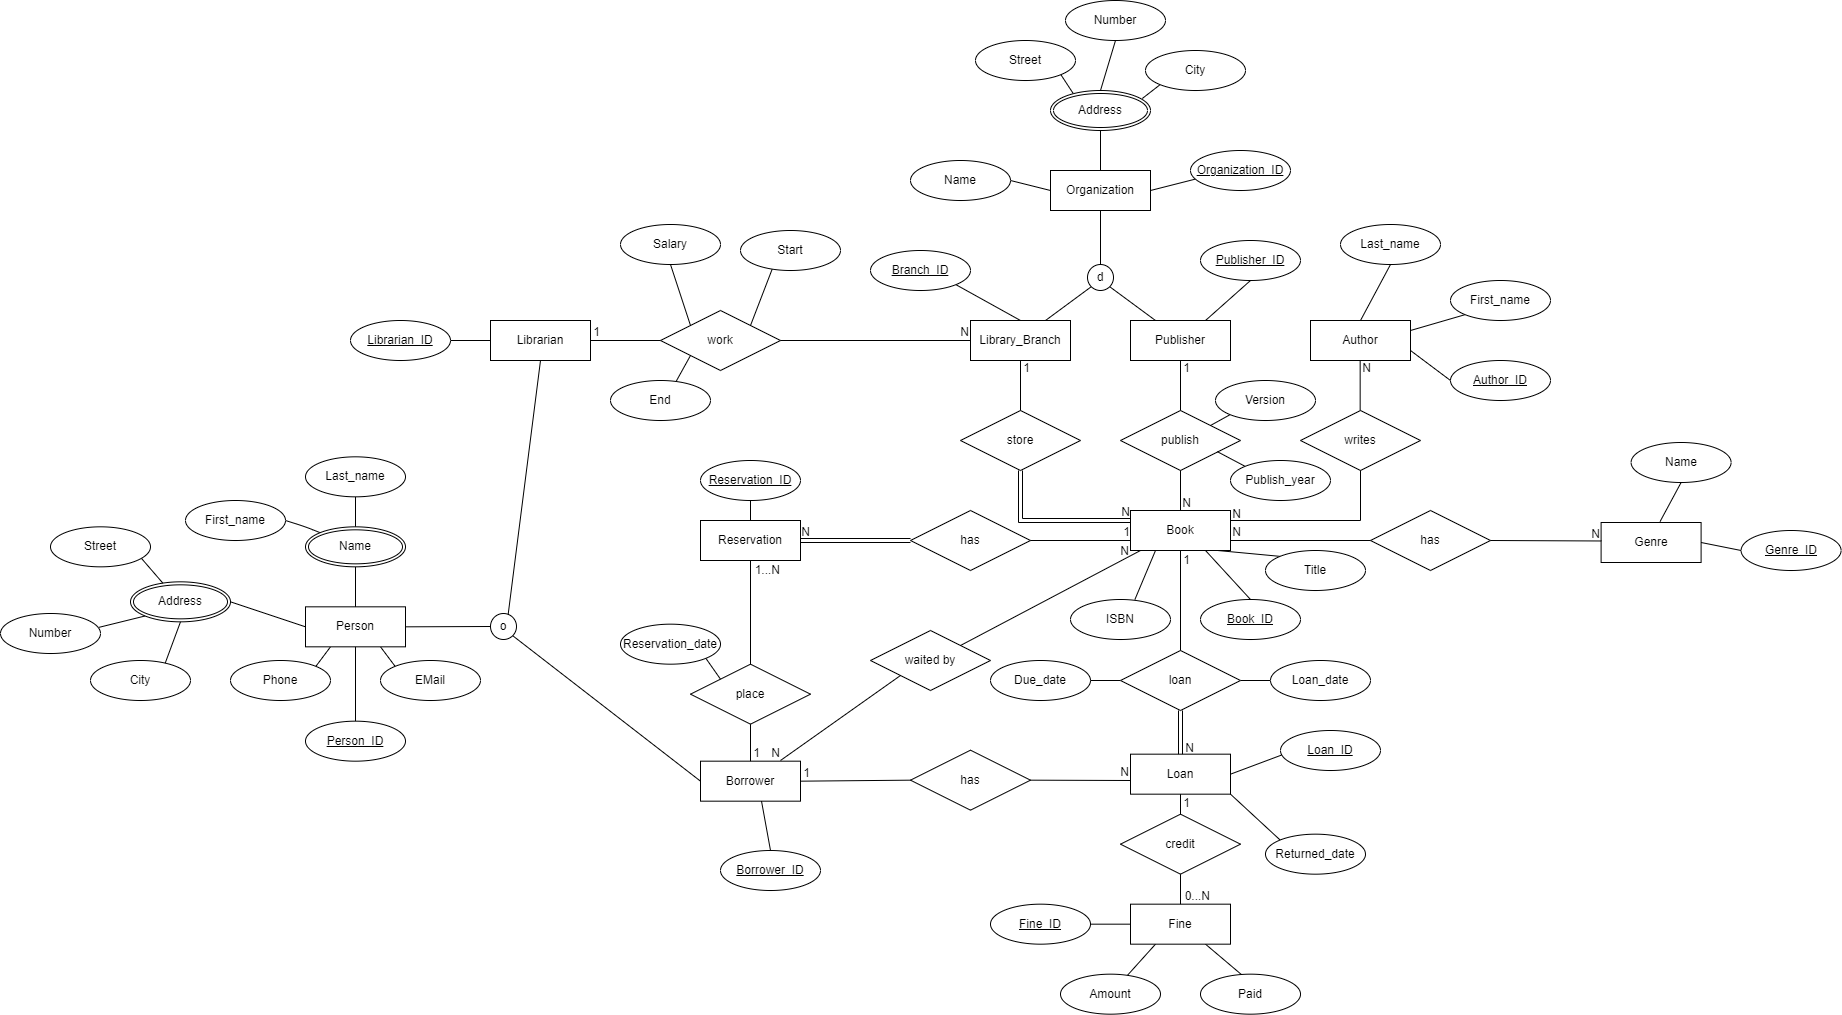 Number
Street
City
Address
Name
Organization_ID
Organization
Salary
Start
Last_name
Branch_ID
d
Publisher_ID
First_name
Librarian_ID
Librarian
1
work
N
Library_Branch
Publisher
Author
1
1
N
Author_ID
End
Version
store
publish
writes
Last_name
Reservation_ID
Publish_year
Name
First_name
N
N
N
Street
Name
Reservation
N
has
1
Book
N
has
N
Genre
Genre_ID
N
1
1...N
Title
Address
Number
Person
o
ISBN
Book_ID
Reservation_date
waited by
City
Phone
EMail
place
Due_date
loan
Loan_date
Person_ID
1
N
N
Loan_ID
Borrower
1
has
N
Loan
1
credit
Returned_date
Borrower_ID
0...N
Fine_ID
Fine
Amount
Paid